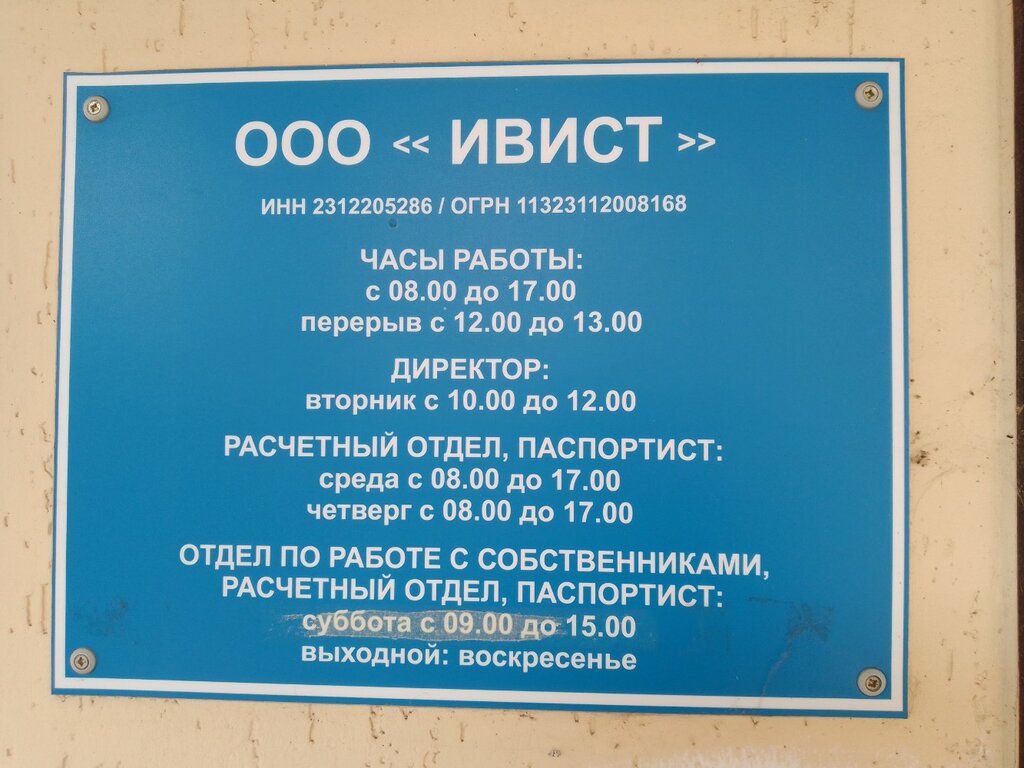 ООО << ИВИСТ >>
ИНН 2312205286 / ОГРН 11323112008168
ЧАСЫ РАБОТЫ:
с 08.00 до 17.00
перерыв с 12.00 до 13.00
ДИРЕКТОР:
вторник с 10.00 до 12.00
РАСЧЕТНЫЙ ОТДЕЛ, ПАСПОРТИСТ:
среда с 08.00 до 17.00
четверг с 08.00 до 17.00
ОТДЕЛ ПО РАБОТЕ С СОБСТВЕННИКАМИ,
РАСЧЕТНЫЙ ОТДЕЛ, ПАСПОРТИСТ:
суббота с 09.00 до 15.00
выходной: воскресенье